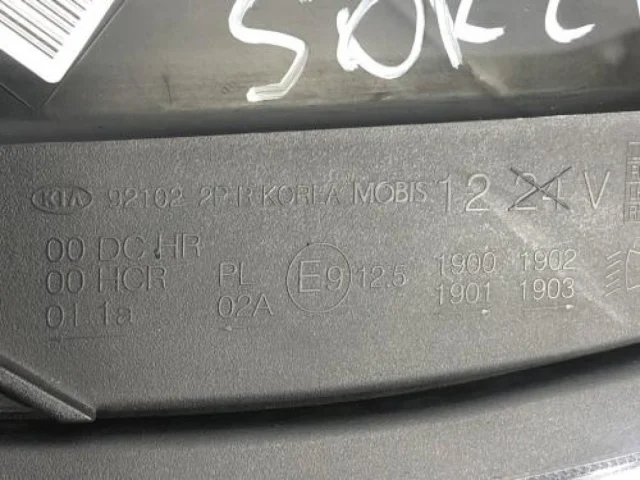 KIA 92102 2P-R KOREA MOBIS 12 24 V
00 DC HR
00 HCR PL E9 12.5 1900 1902
01 1a 02A 1901 1903